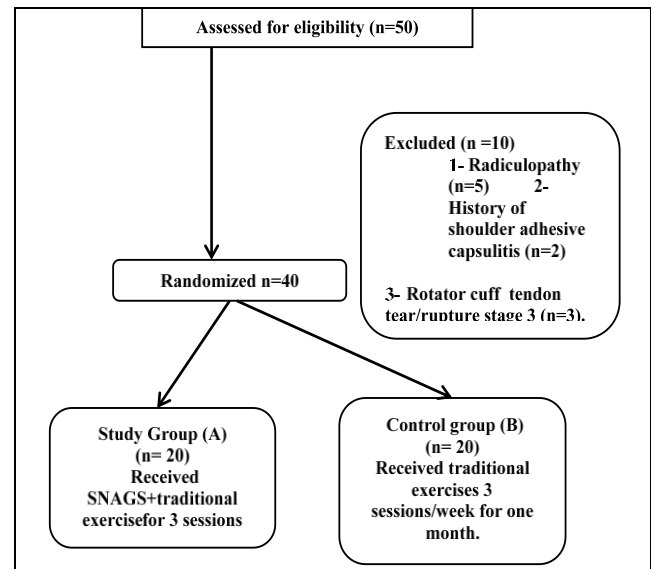 Assessed for eligibility (n=50)
Excluded (n =10)
1- Radiculopathy
(n=5) 2-
History of
shoulder adhesive
capsulitis (n=2)
3- Rotator cuff tendon
tear/rupture stage 3 (n=3).
Randomized n=40
Study Group (A)
(n= 20)
Received
SNAGS+traditional
exercisefor 3 sessions
Control group (B)
(n= 20)
Received traditional
exercises 3
sessions/week for one
month.